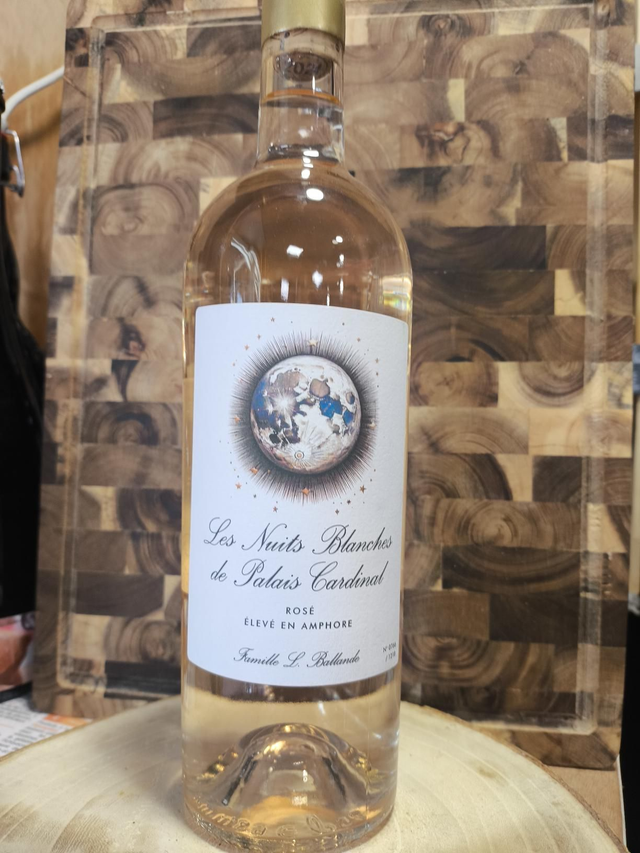 Les Nuits Blanches
de Palais Cardinal
ROSÉ
ÉLEVÉ EN AMPHORE
Famille L. Ballande